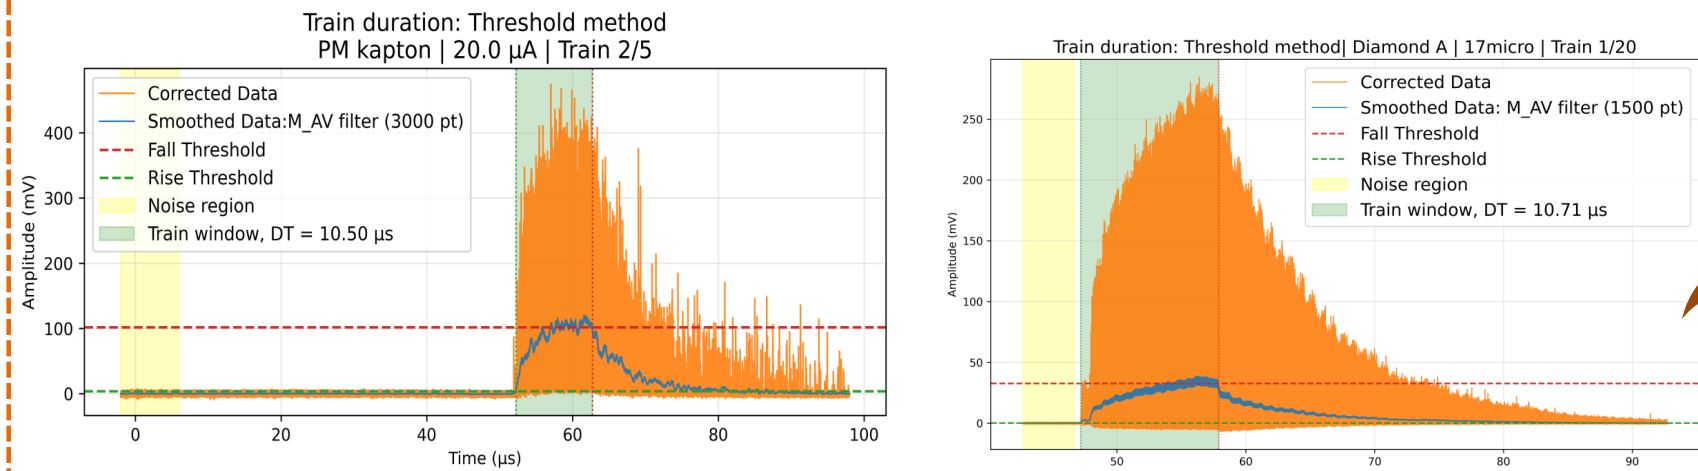 Train duration: Threshold method
PM kapton | 20.0 μA | Train 2/5
Corrected Data
Smoothed Data:M_AV filter (3000 pt)
Fall Threshold
Rise Threshold
Noise region
Train window, DT = 10.50 μs
Amplitude (mV)
400
300
200
100
0
0
20
40
60
80
100
Time (μs)
Train duration: Threshold method| Diamond A | 17micro | Train 1/20
Corrected Data
Smoothed Data: M_AV filter (1500 pt)
Fall Threshold
Rise Threshold
Noise region
Train window, DT = 10.71 μs
Amplitude (mV)
250
200
150
100
50
0
50
60
70
80
90